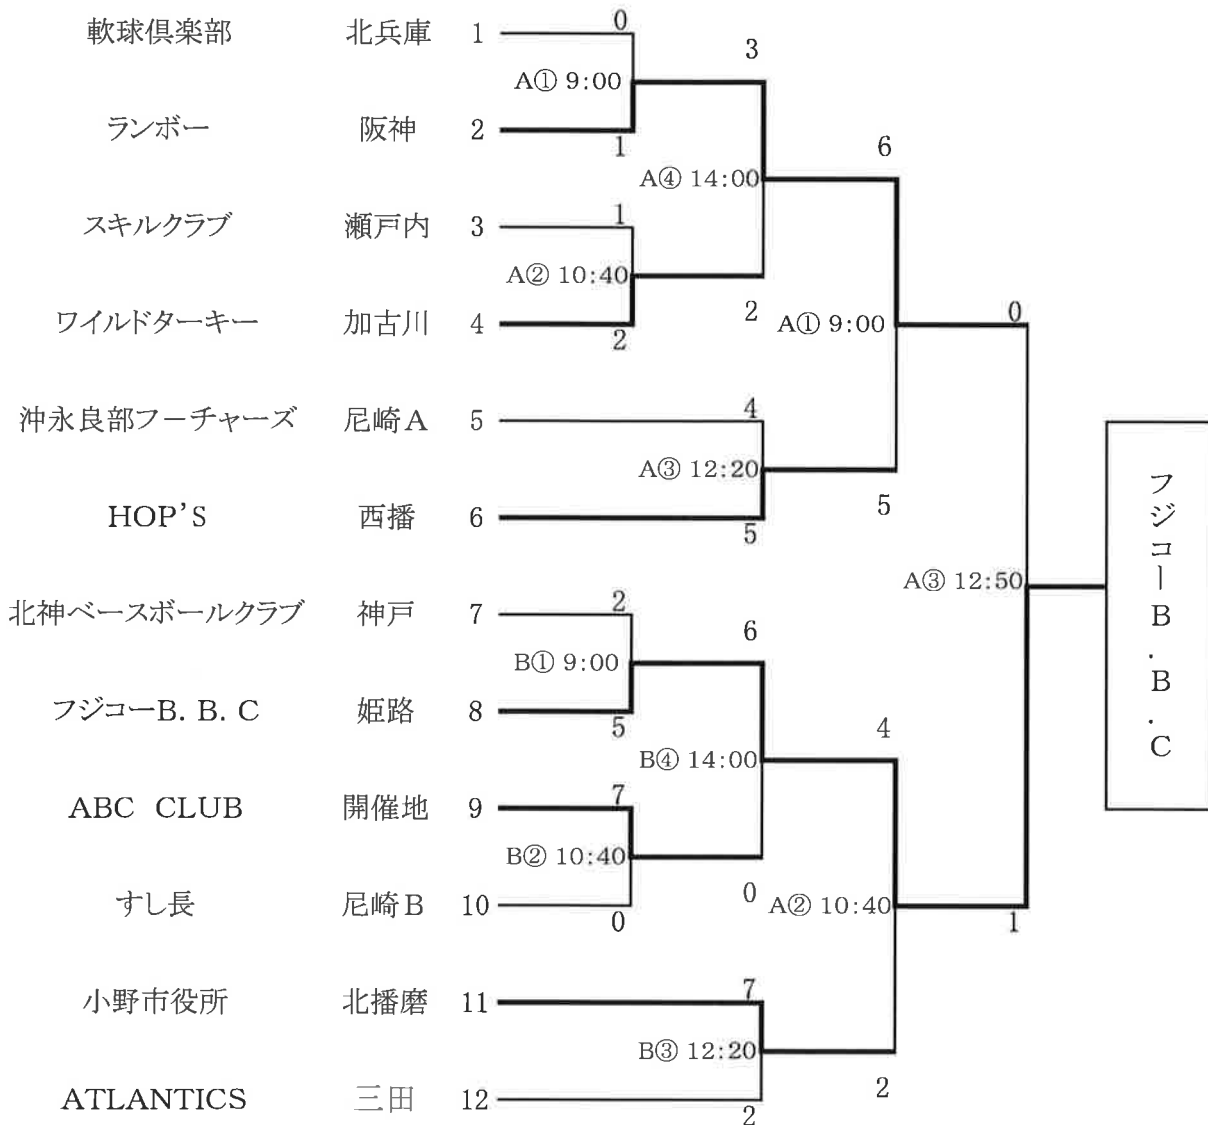 軟球倶楽部 北兵庫 1 0
3
A① 9:00
ランボー 阪神 2 1
6
A④ 14:00
スキルクラブ 瀬戸内 3 1
A② 10:40
2
ワイルドターキー 加古川 4 2
A① 9:00
0
沖永良部フーチャーズ 尼崎A 5 4
A③ 12:20
5
HOP'S 西播 6 5
A③ 12:50
フジコーB.B.C
北神ベースボールクラブ 神戸 7 2
6
B① 9:00
フジコーB.B.C 姫路 8 5
4
B④ 14:00
ABC CLUB 開催地 9 7
B② 10:40
0
すし長 尼崎B 10 0
A② 10:40
1
小野市役所 北播磨 11 7
B③ 12:20
2
ATLANTICS 三田 12 2